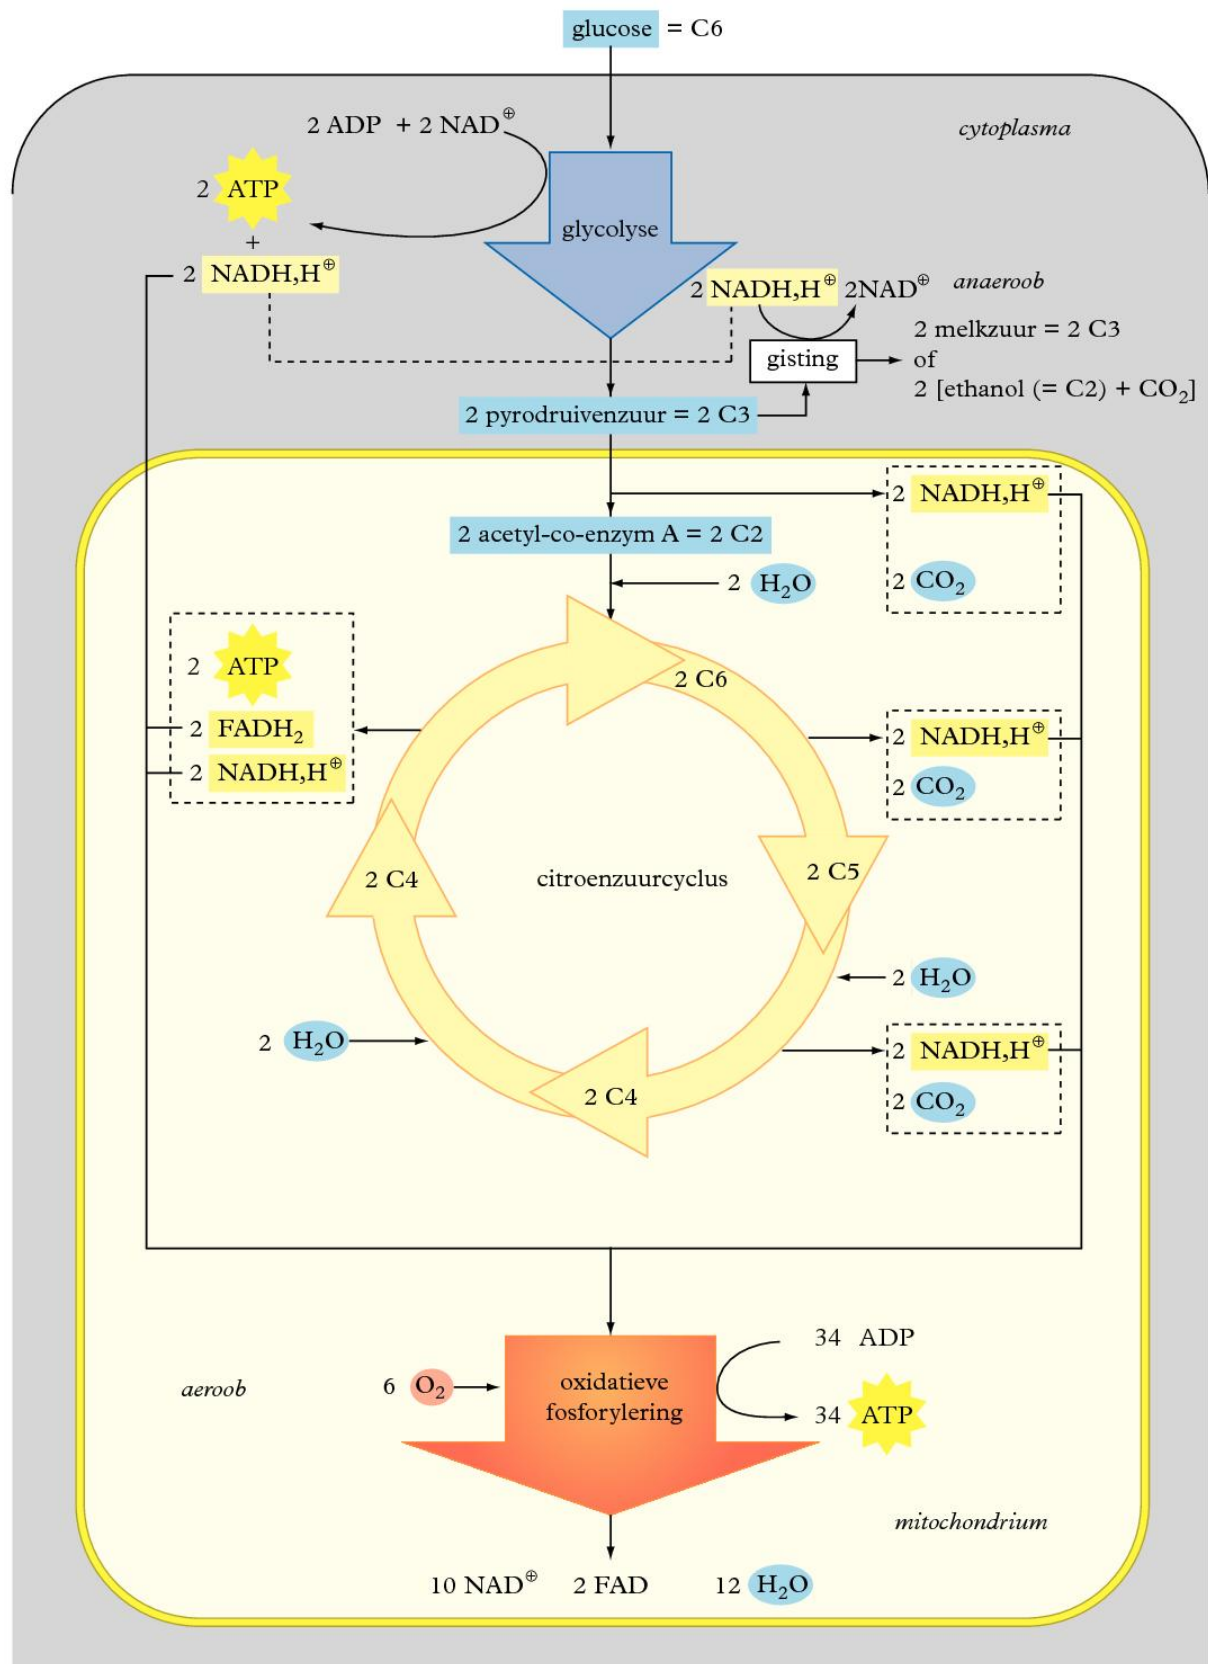 glucose = C6
cytoplasma
2 ADP + 2 NAD⊕
2 ATP
+
2 NADH,H⊕
glycolyse
2 NADH,H⊕ 2NAD⊕
anaeroob
gisting
2 melkzuur = 2 C3
of
2 [ethanol (= C2) + CO₂]
2 pyrodruivenzuur = 2 C3
2 NADH,H⊕
2 CO₂
2 acetyl-co-enzym A = 2 C2
2 H₂O
2 ATP
2 FADH₂
2 NADH,H⊕
2 C6
2 NADH,H⊕
2 CO₂
2 C4
citroenzuurcyclus
2 C5
2 H₂O
2 H₂O
2 NADH,H⊕
2 CO₂
2 C4
34 ADP
aeroob
6 O₂
oxidatieve
fosforylering
34 ATP
mitochondrium
10 NAD⊕ 2 FAD 12 H₂O